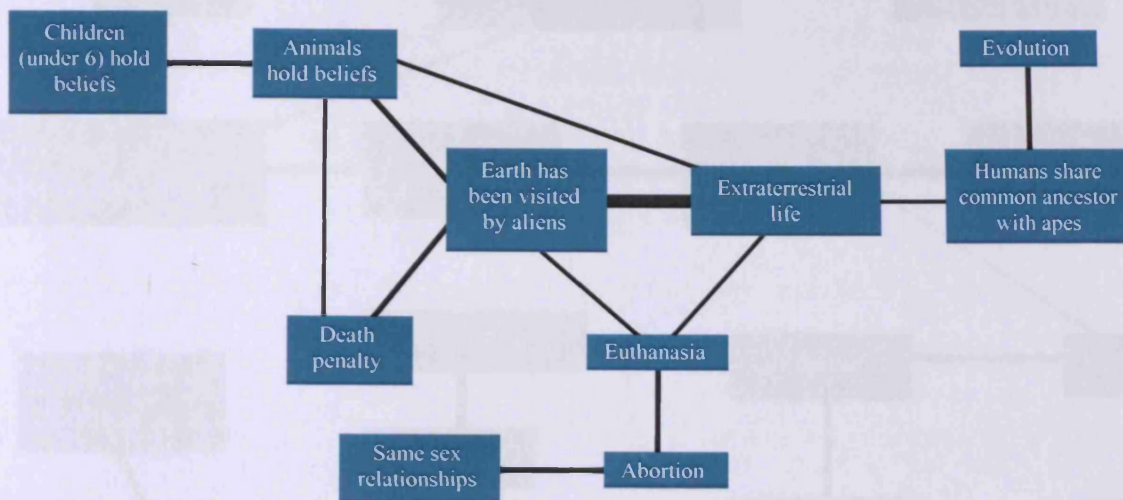 Children
(under 6) hold
beliefs
Animals
hold beliefs
Evolution
Earth has
been visited
by aliens
Extraterrestrial
life
Humans share
common ancestor
with apes
Death
penalty
Euthanasia
Same sex
relationships
Abortion